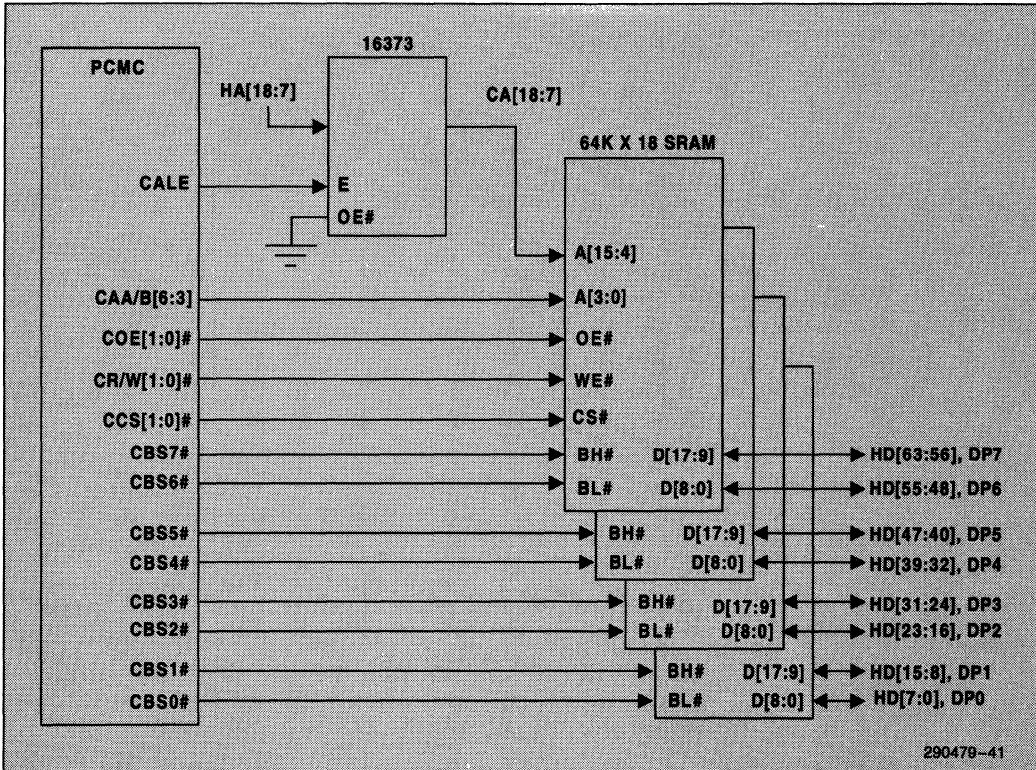 16373
PCMC
HA[18:7]
CA[18:7]
64K X 18 SRAM
CALE
E
OE#
A[15:4]
CAA/B[6:3]
A[3:0]
COE[1:0]#
OE#
CR/W[1:0]#
WE#
CCS[1:0]#
CS#
CBS7#
BH#
D[17:9]
HD[63:56], DP7
CBS6#
BL#
D[8:0]
HD[55:48], DP6
CBS5#
BH#
D[17:9]
HD[47:40], DP5
CBS4#
BL#
D[8:0]
HD[39:32], DP4
CBS3#
BH#
D[17:9]
HD[31:24], DP3
CBS2#
BL#
D[8:0]
HD[23:16], DP2
CBS1#
BH#
D[17:9]
HD[15:8], DP1
CBS0#
BL#
D[8:0]
HD[7:0], DP0
290479-41